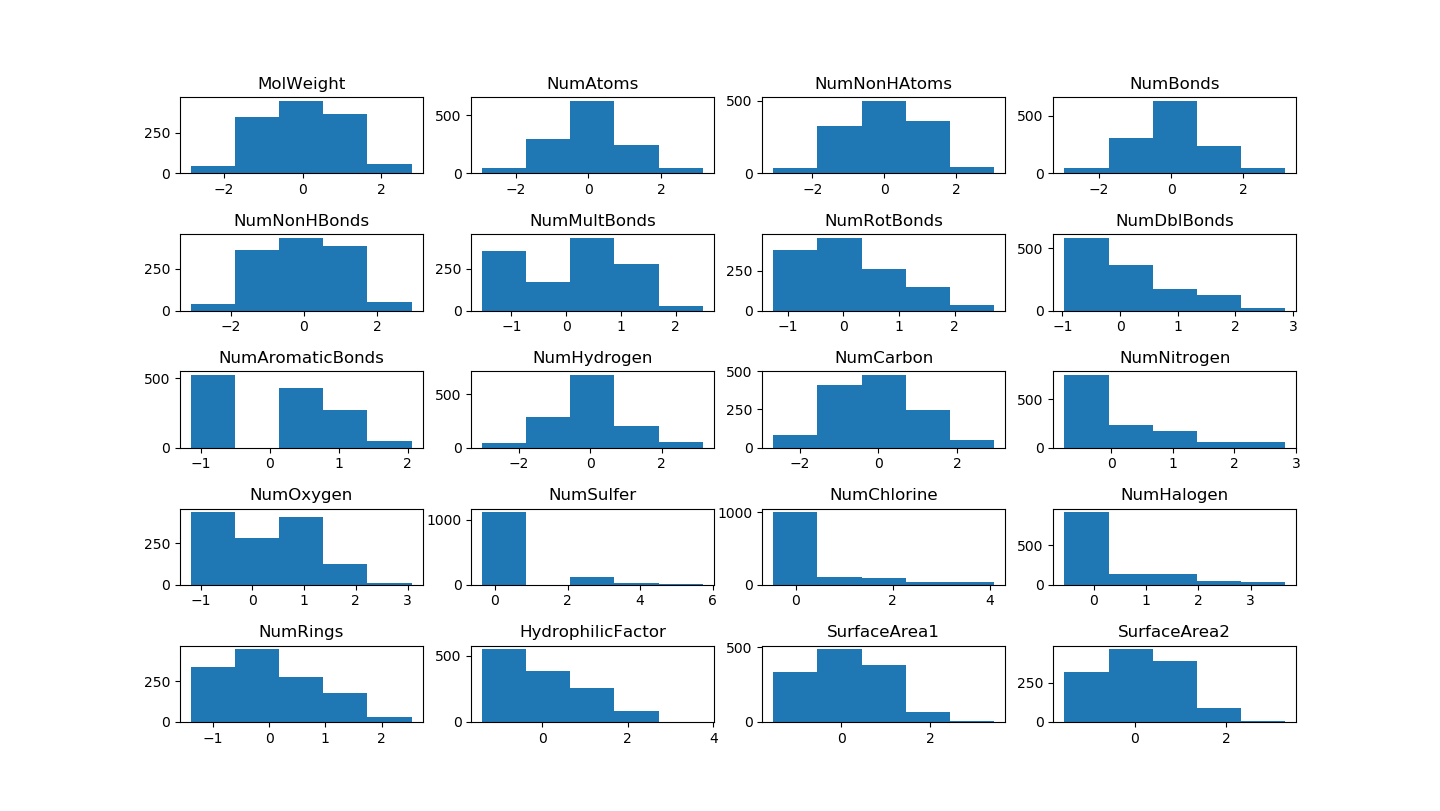 MolWeight NumAtoms NumNonHAtoms NumBonds
250 500 500 500
0 0 250 0
0
−2 0 2 −2 0 2 −2 0 2 −2 0 2
NumNonHBonds NumMultBonds NumRotBonds NumDblBonds
250 250 250 500
0 0 0 0
−2 0 2 −1 0 1 2 −1 0 1 2 −1 0 1 2 3
NumAromaticBonds NumHydrogen NumCarbon NumNitrogen
500 500 500 500
0 0 250 0
0
−1 0 1 2 −2 0 2 −2 0 2 0 1 2 3
NumOxygen NumSulfer NumChlorine NumHalogen
250 1000 1000 500
0 0 500 0
0
−1 0 1 2 3 0 2 4 6 0 2 4 0 1 2 3
NumRings HydrophilicFactor SurfaceArea1 SurfaceArea2
250 500 500 250
0 0 250 0
0
−1 0 1 2 0 2 4 0 2 0 2